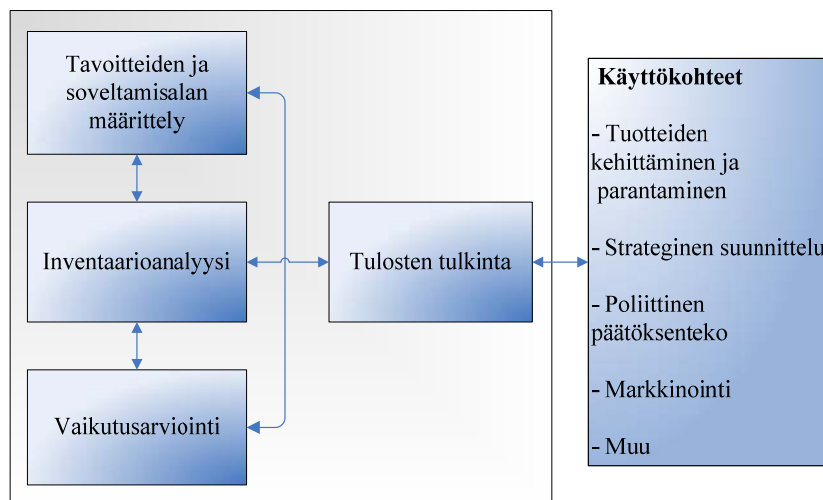 Tavoitteiden ja
soveltamisalan
määrittely
Inventaarioanalyysi
Vaikutusarviointi
Tulosten tulkinta
Käyttökohteet
- Tuotteiden
kehittäminen ja
parantaminen
- Strateginen suunnittelu
- Poliittinen
päätöksenteko
- Markkinointi
- Muu